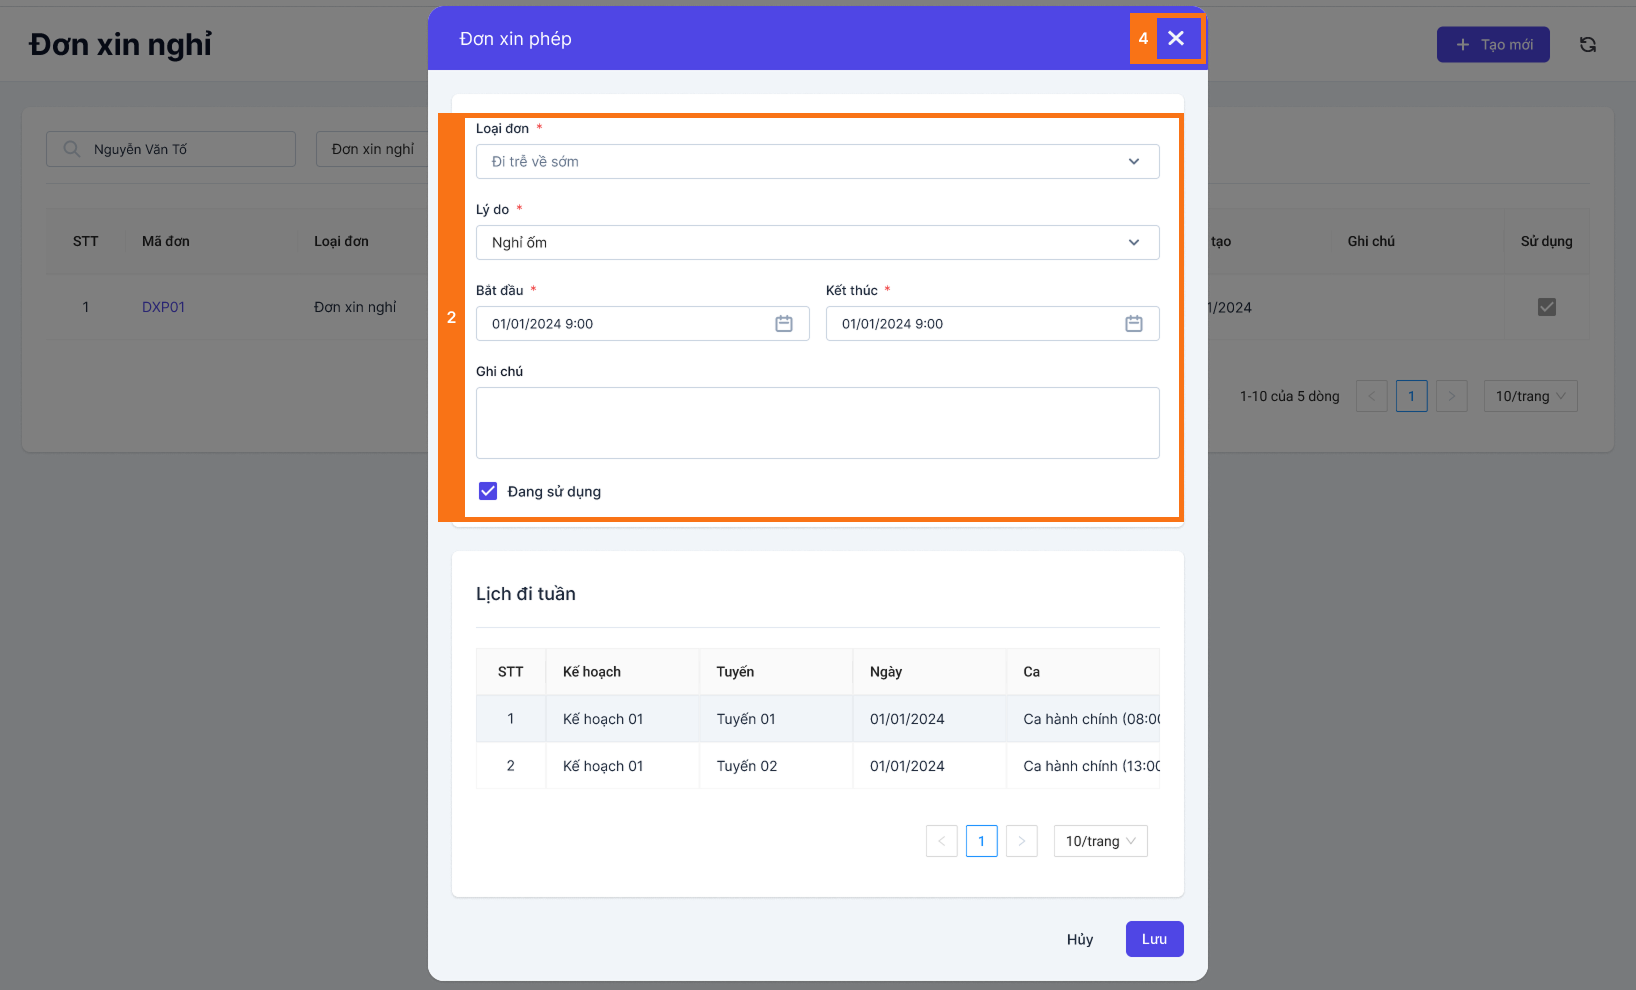 Đơn xin nghỉ
Tạo mới
Nguyễn Văn Tố
Đơn xin nghỉ
STT Mã đơn Loại đơn tạo Ghi chú Sử dụng
1 DXP01 Đơn xin nghỉ 1/2024
1-10 của 5 dòng < 1 > 10/trang
Đơn xin phép
4
2
Loại đơn *
Đi trễ về sớm
Lý do *
Nghỉ ốm
Bắt đầu * Kết thúc *
01/01/2024 9:00 01/01/2024 9:00
Ghi chú
Đang sử dụng
Lịch đi tuần
STT Kế hoạch Tuyến Ngày Ca
1 Kế hoạch 01 Tuyến 01 01/01/2024 Ca hành chính (08:00
2 Kế hoạch 01 Tuyến 02 01/01/2024 Ca hành chính (13:00
< 1 > 10/trang
Hủy Lưu